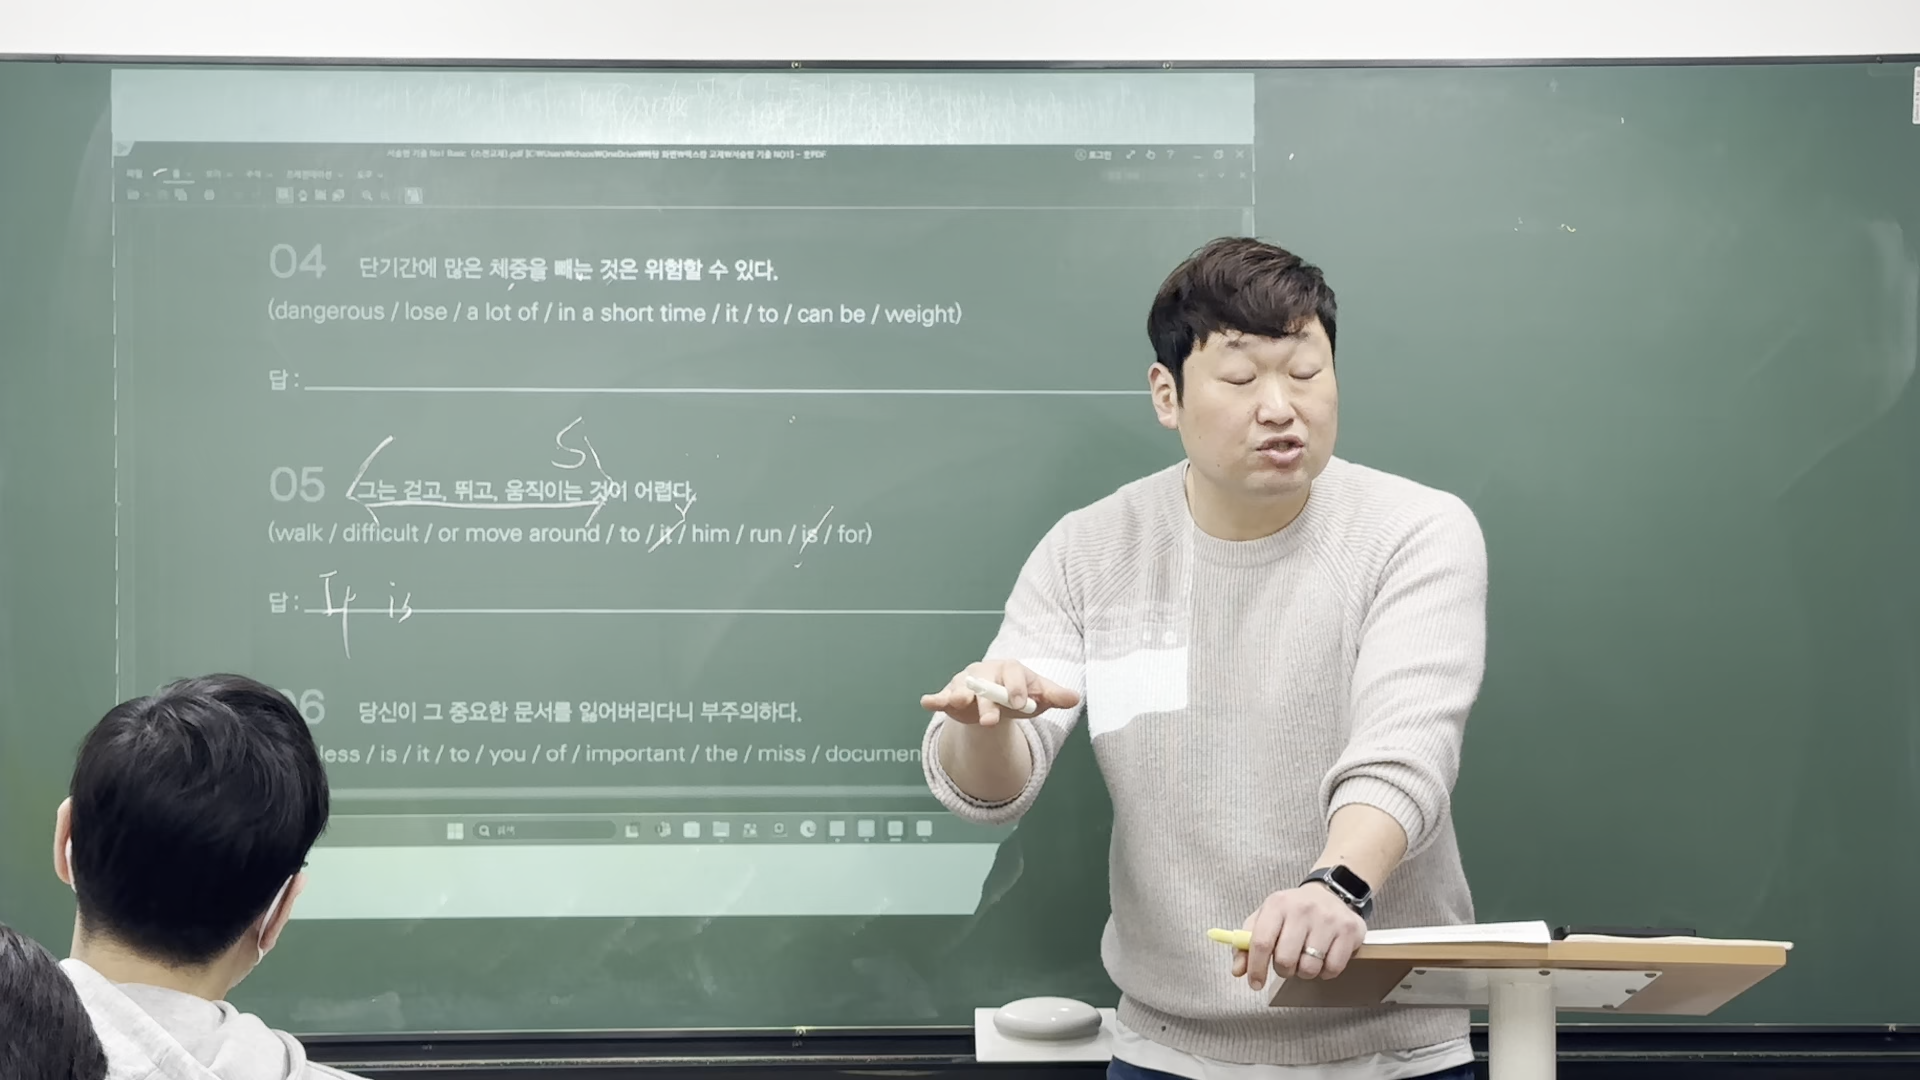 04 단기간에 많은 체중을 빼는 것은 위험할 수 있다.
(dangerous / lose / a lot of / in a short time / it / to / can be / weight)
답 :
S
05 그는 걷고, 뛰고, 움직이는 것이 어렵다.
V
(walk / difficult / or move around / to / it / him / run / is / for)
답 : It is
06 당신이 그 중요한 문서를 잃어버리다니 부주의하다.
less / is / it / to / you / of / important / the / miss / documen
검색